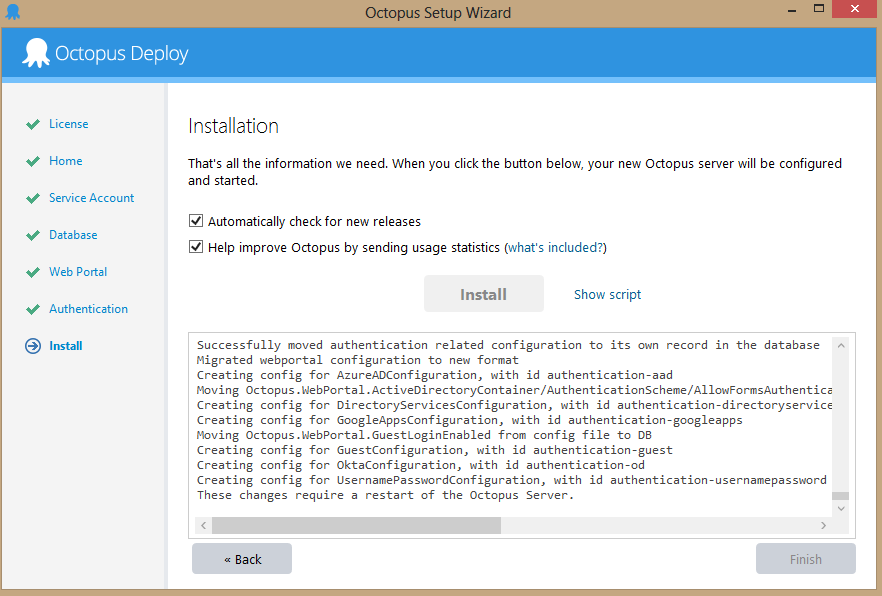 Octopus Setup Wizard
Octopus Deploy
License
Home
Service Account
Database
Web Portal
Authentication
Install
Installation
That's all the information we need. When you click the button below, your new Octopus server will be configured
and started.
Automatically check for new releases
Help improve Octopus by sending usage statistics (what's included?)
Install
Show script
Successfully moved authentication related configuration to its own record in the database
Migrated webportal configuration to new format
Creating config for AzureADConfiguration, with id authentication-aad
Moving Octopus.WebPortal.ActiveDirectoryContainer/AuthenticationScheme/AllowFormsAuthentica
Creating config for DirectoryServicesConfiguration, with id authentication-directoryservice
Creating config for GoogleAppsConfiguration, with id authentication-googleapps
Moving Octopus.WebPortal.GuestLoginEnabled from config file to DB
Creating config for GuestConfiguration, with id authentication-guest
Creating config for OktaConfiguration, with id authentication-od
Creating config for UsernamePasswordConfiguration, with id authentication-usernamepassword
These changes require a restart of the Octopus Server.
« Back
Finish